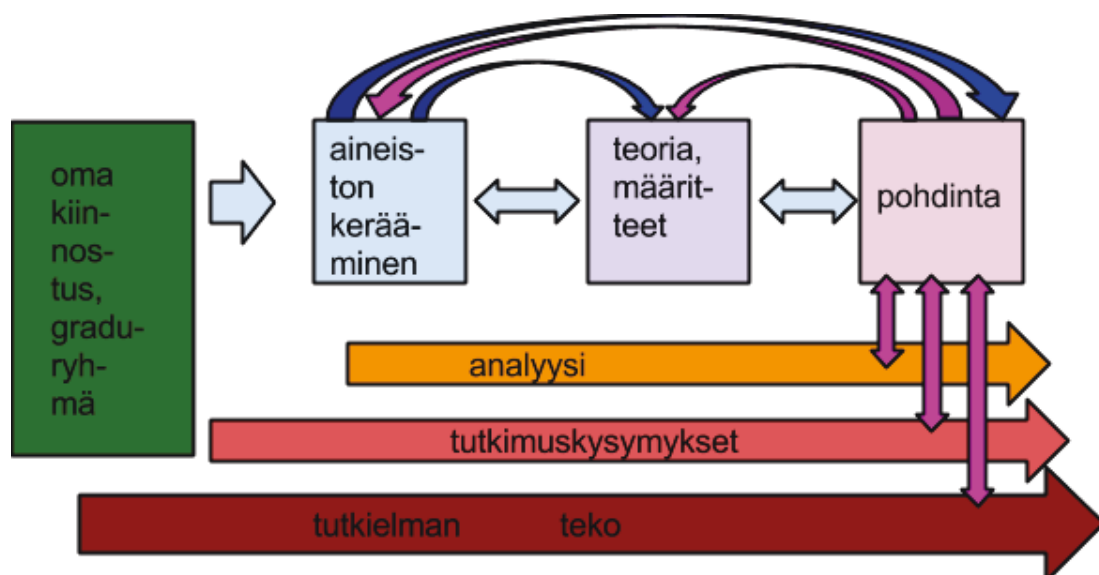 oma
kiin-
nos-
tus,
gradu-
ryh-
mä
aineis-
ton
kerää-
minen
teoria,
määrit-
teet
pohdinta
analyysi
tutkimuskysymykset
tutkielman teko